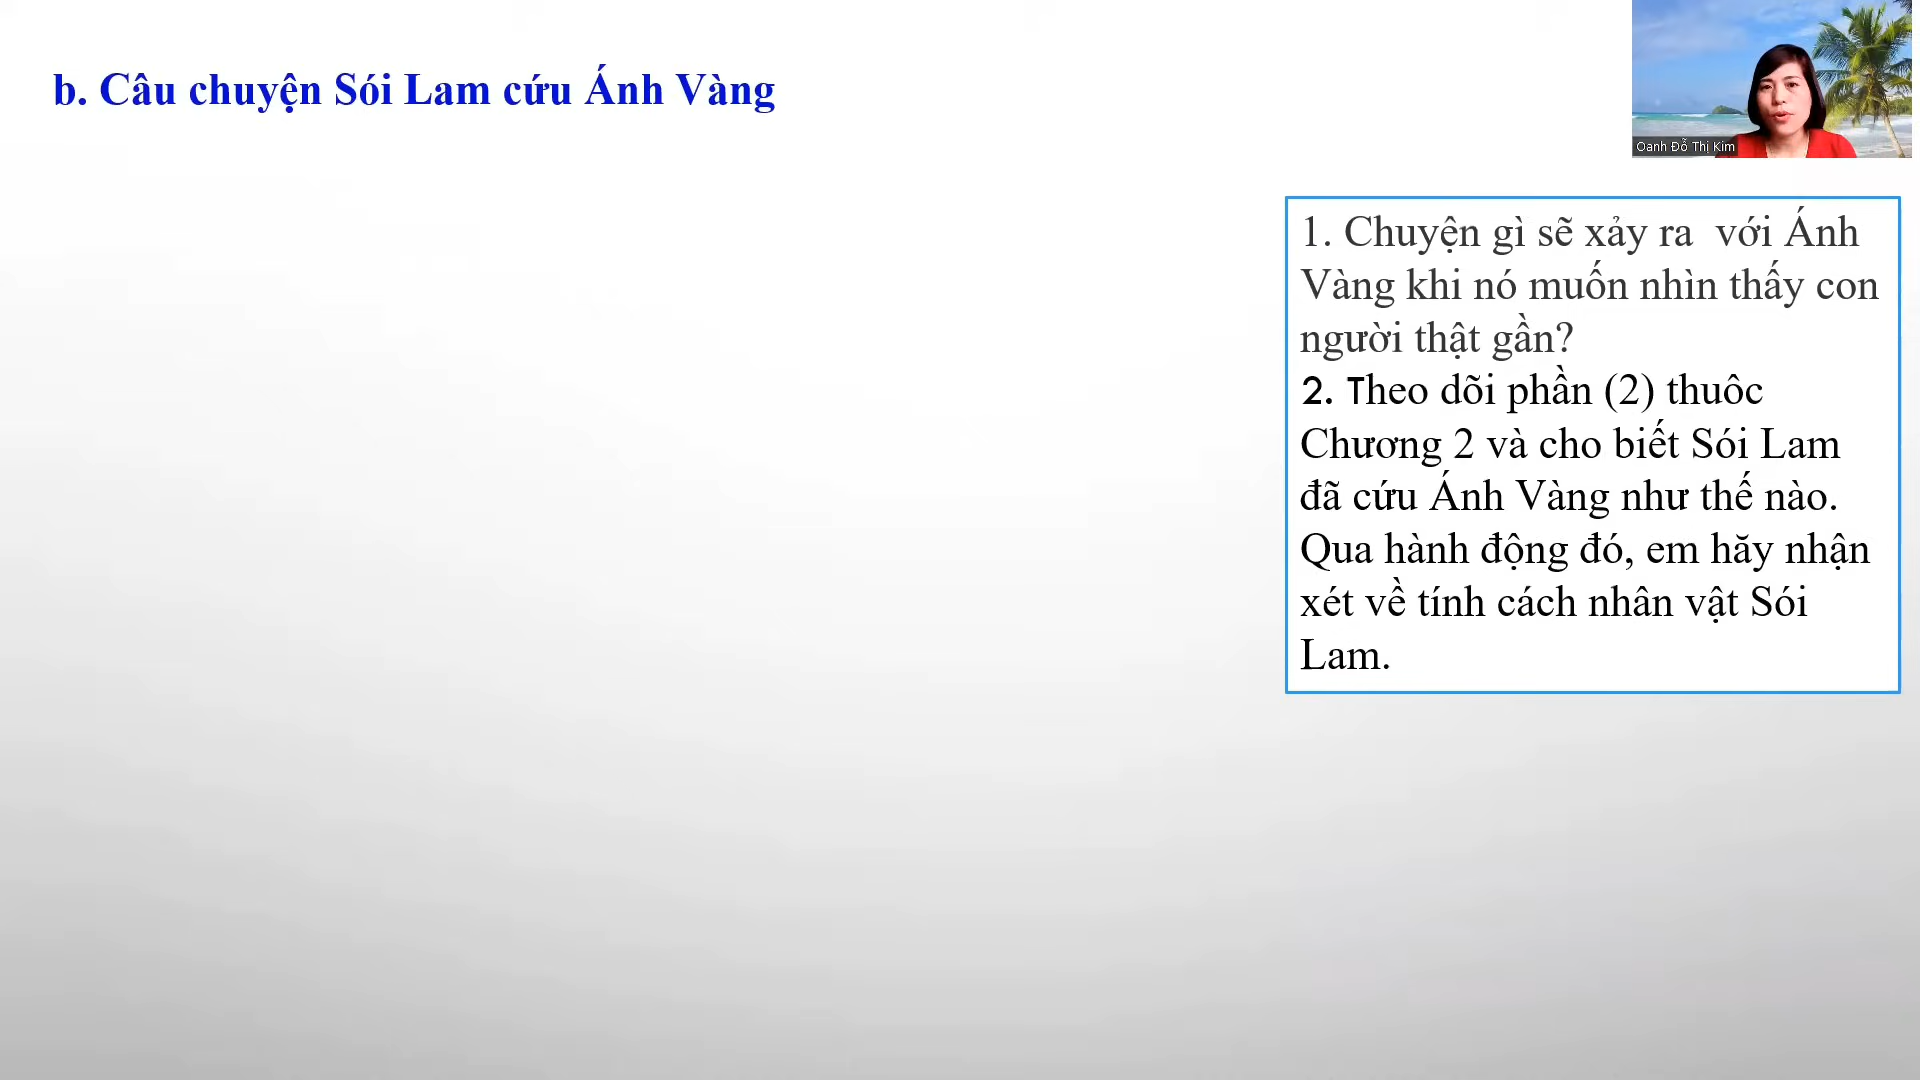 b. Câu chuyện Sói Lam cứu Ánh Vàng
Oanh Đỗ Thị Kim
1. Chuyện gì sẽ xảy ra với Ánh
Vàng khi nó muốn nhìn thấy con
người thật gần?
2. Theo dõi phần (2) thuôc
Chương 2 và cho biết Sói Lam
đã cứu Ánh Vàng như thế nào.
Qua hành động đó, em hãy nhận
xét về tính cách nhân vật Sói
Lam.